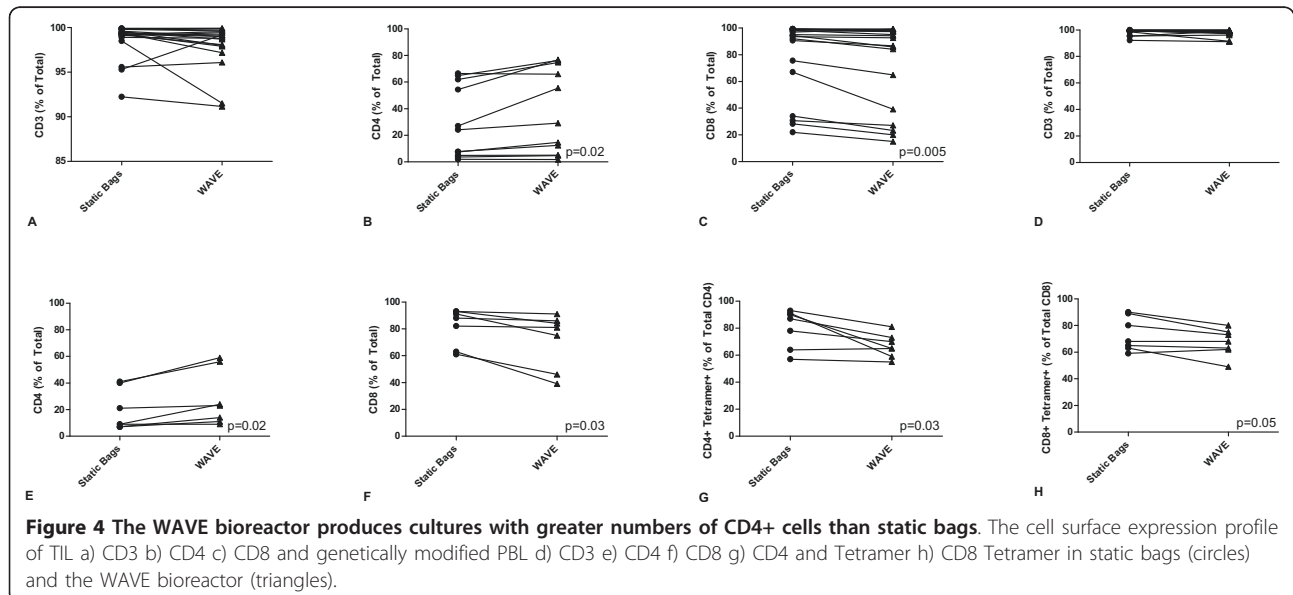 CD3 (% of Total)
100
95
90
85
Static Bags
WAVE
A
CD4 (% of Total)
100
80
60
40
20
0
p=0.02
Static Bags
WAVE
B
CD8 (% of Total)
100
80
60
40
20
0
p=0.005
Static Bags
WAVE
C
CD3 (% of Total)
100
80
60
40
20
0
Static Bags
WAVE
D
CD4 (% of Total)
100
80
60
40
20
0
p=0.02
Static Bags
WAVE
E
CD8 (% of Total)
100
80
60
40
20
0
p=0.03
Static Bags
WAVE
F
CD4+ Tetramer+ (% of Total CD4)
100
80
60
40
20
0
p=0.03
Static Bags
WAVE
G
CD8+ Tetramer+ (% of Total CD8)
100
80
60
40
20
0
p=0.05
Static Bags
WAVE
H
Figure 4 The WAVE bioreactor produces cultures with greater numbers of CD4+ cells than static bags. The cell surface expression profile
of TIL a) CD3 b) CD4 c) CD8 and genetically modified PBL d) CD3 e) CD4 f) CD8 g) CD4 and Tetramer h) CD8 Tetramer in static bags (circles)
and the WAVE bioreactor (triangles).